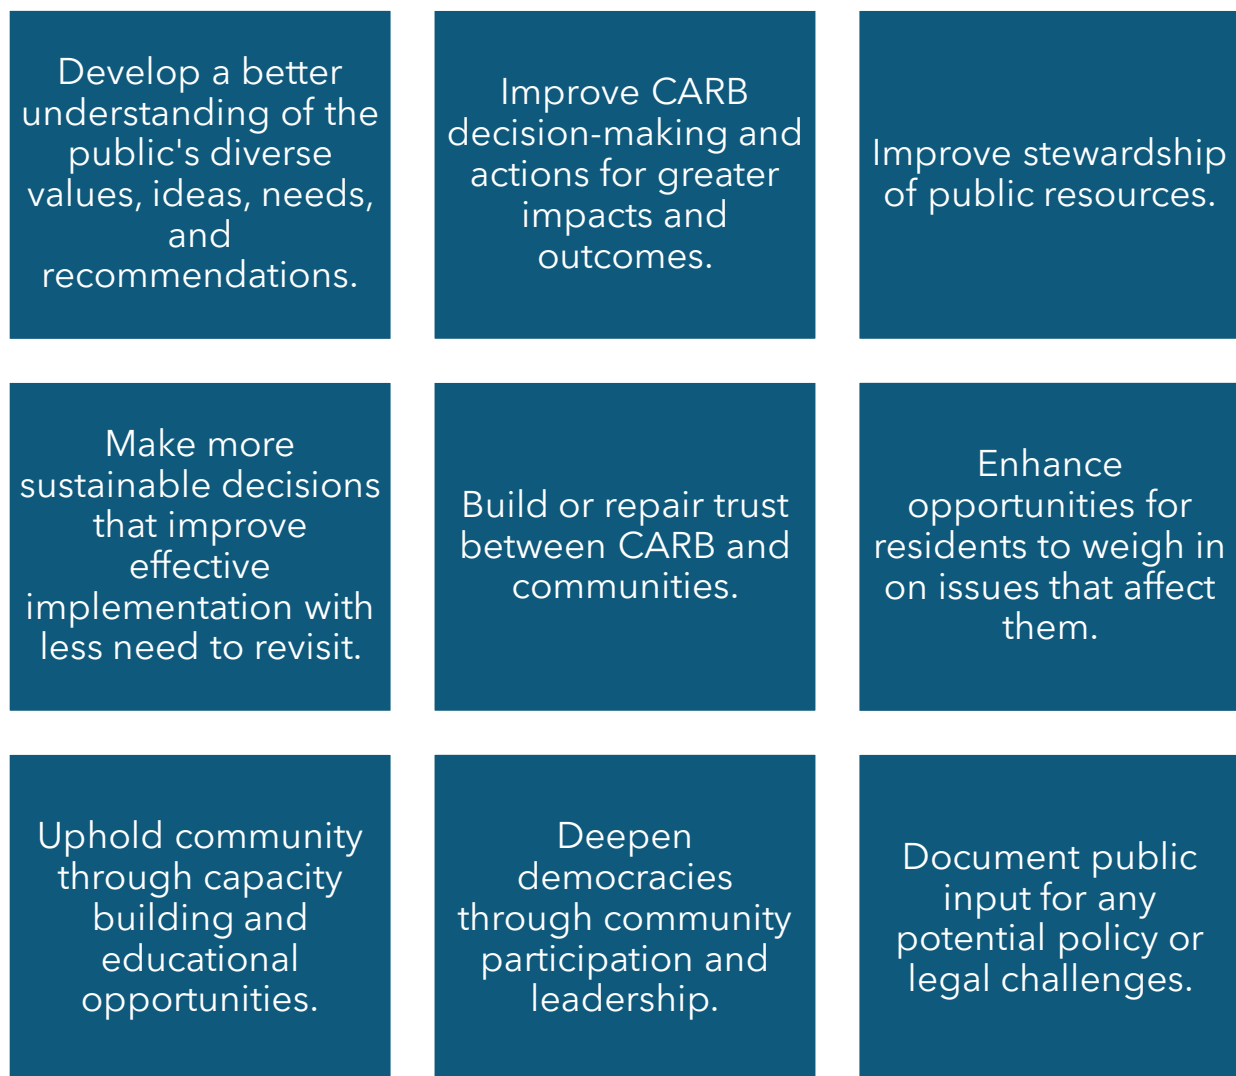 Develop a better
understanding of the
public's diverse
values, ideas, needs,
and
recommendations.
Improve CARB
decision-making and
actions for greater
impacts and
outcomes.
Improve stewardship
of public resources.
Make more
sustainable decisions
that improve
effective
implementation with
less need to revisit.
Build or repair trust
between CARB and
communities.
Enhance
opportunities for
residents to weigh in
on issues that affect
them.
Uphold community
through capacity
building and
educational
opportunities.
Deepen
democracies
through community
participation and
leadership.
Document public
input for any
potential policy or
legal challenges.